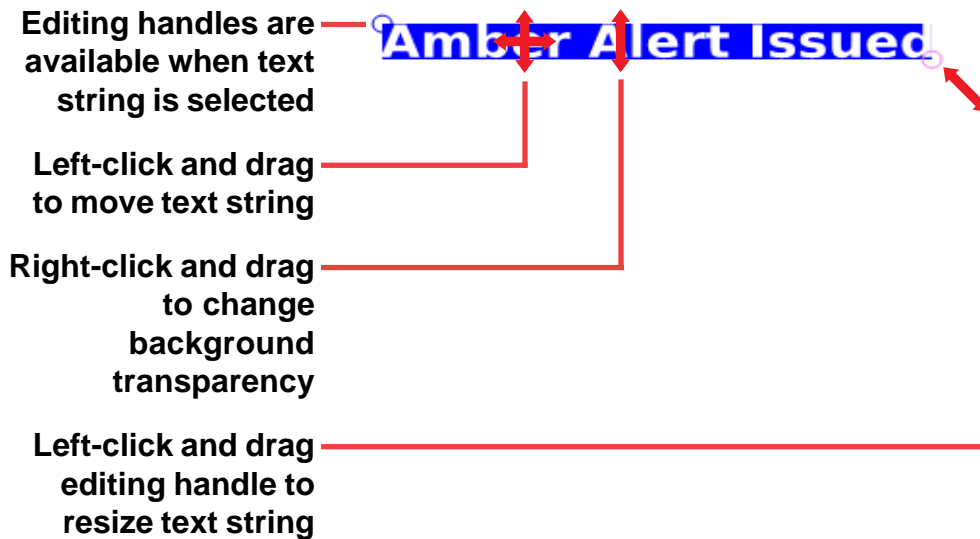 Editing handles are
available when text
string is selected
Amber Alert Issued
Left-click and drag
to move text string
Right-click and drag
to change
background
transparency
Left-click and drag
editing handle to
resize text string